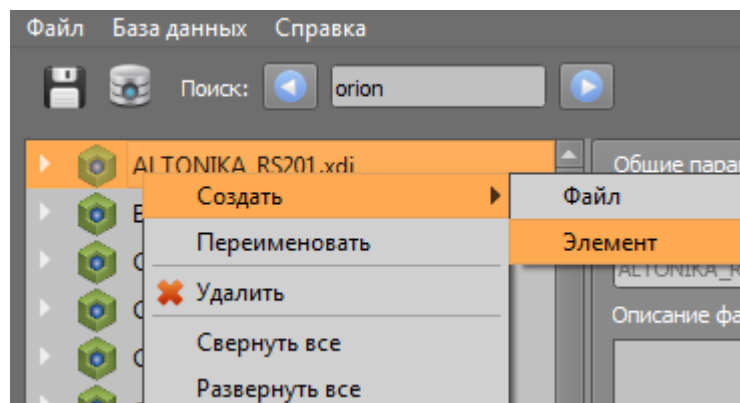 Файл База данных Справка
Поиск: orion
ALTONIKA_RS201.xdi
Общие пара
Создать
Файл
Переименовать
Элемент
ALTONIKA_R
Удалить
Описание фа
Свернуть все
Развернуть все